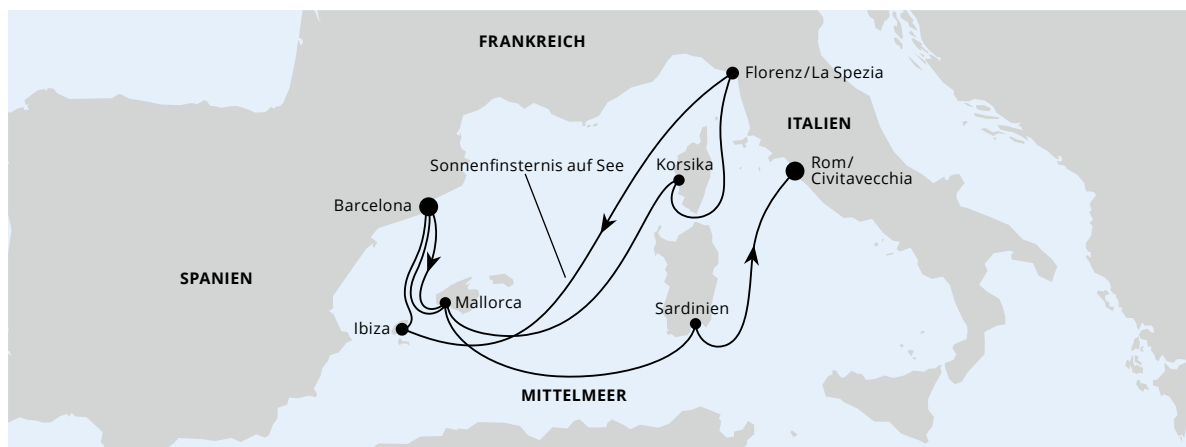 FRANKREICH
Florenz/La Spezia
ITALIEN
Sonnenfinsternis auf See
Korsika
Rom/
Civitavecchia
Barcelona
SPANIEN
Mallorca
Sardinien
Ibiza
MITTELMEER